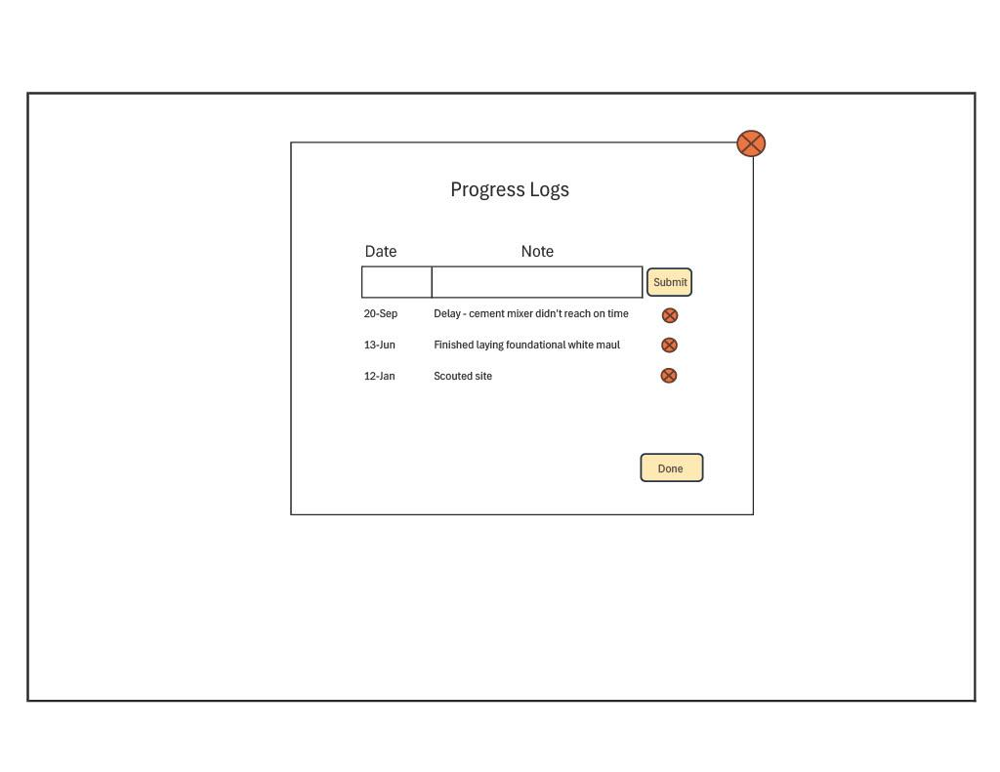 Progress Logs
Date Note
Submit
20-Sep Delay - cement mixer didn't reach on time
13-Jun Finished laying foundational white maul
12-Jan Scouted site
Done